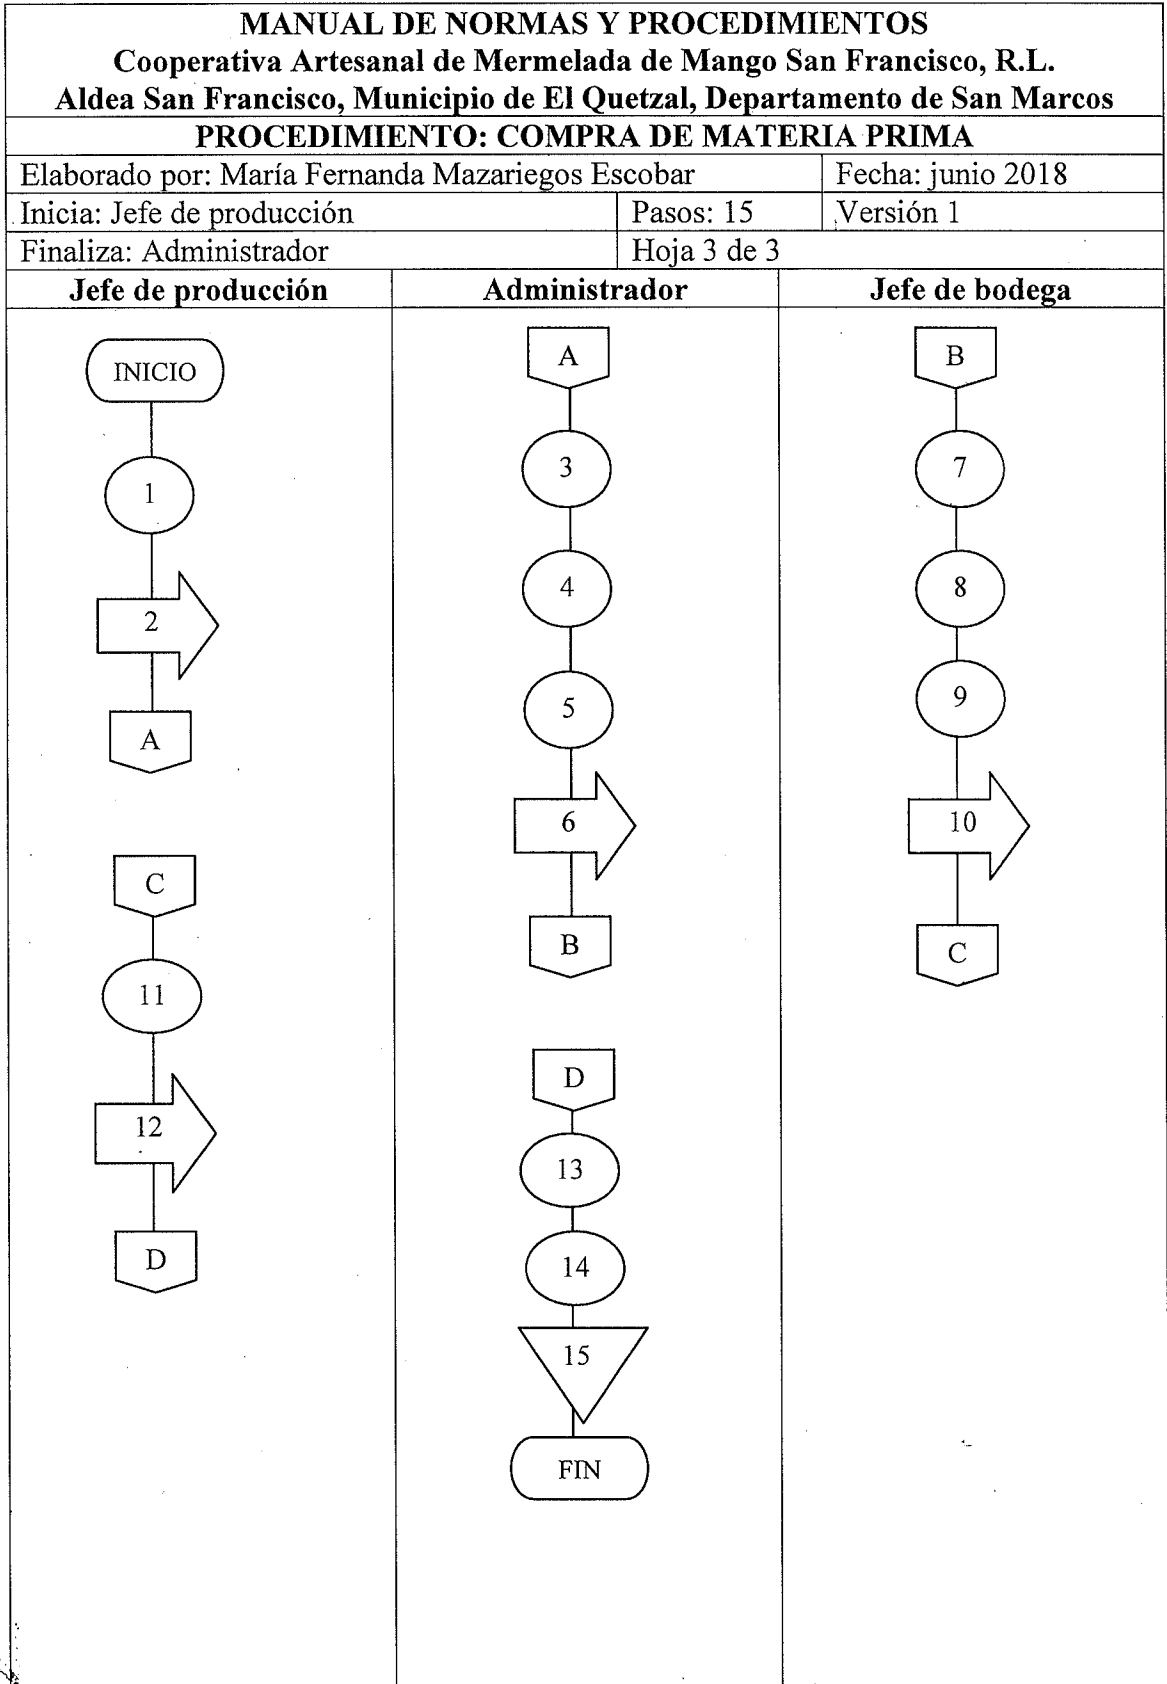 MANUAL DE NORMAS Y PROCEDIMIENTOS
Cooperativa Artesanal de Mermelada de Mango San Francisco, R.L.
Aldea San Francisco, Municipio de El Quetzal, Departamento de San Marcos
PROCEDIMIENTO: COMPRA DE MATERIA PRIMA
Elaborado por: María Fernanda Mazariegos Escobar Fecha: junio 2018
Inicia: Jefe de producción Pasos: 15 Versión 1
Finaliza: Administrador Hoja 3 de 3
Jefe de producción Administrador Jefe de bodega
INICIO
1
2
A
C
11
12
D
A
3
4
5
6
B
D
13
14
15
FIN
B
7
8
9
10
C